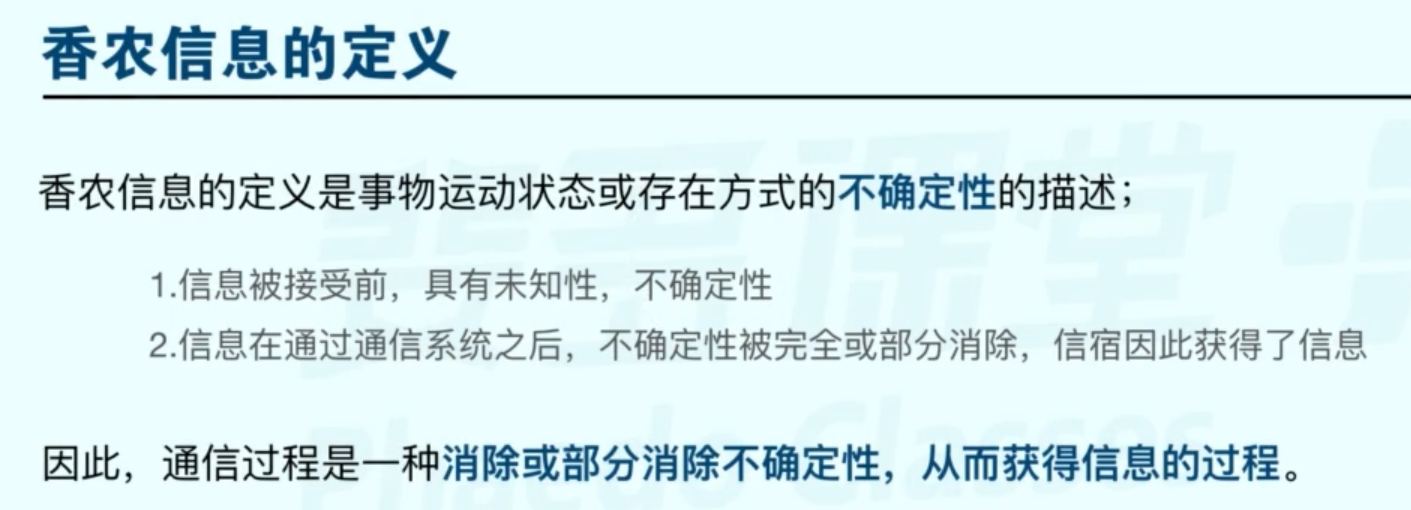 香农信息的定义
香农信息的定义是事物运动状态或存在方式的不确定性的描述；
1.信息被接受前，具有未知性，不确定性
2.信息在通过通信系统之后，不确定性被完全或部分消除，信宿因此获得了信息
因此，通信过程是一种消除或部分消除不确定性，从而获得信息的过程。
课堂
Phaedo Classes